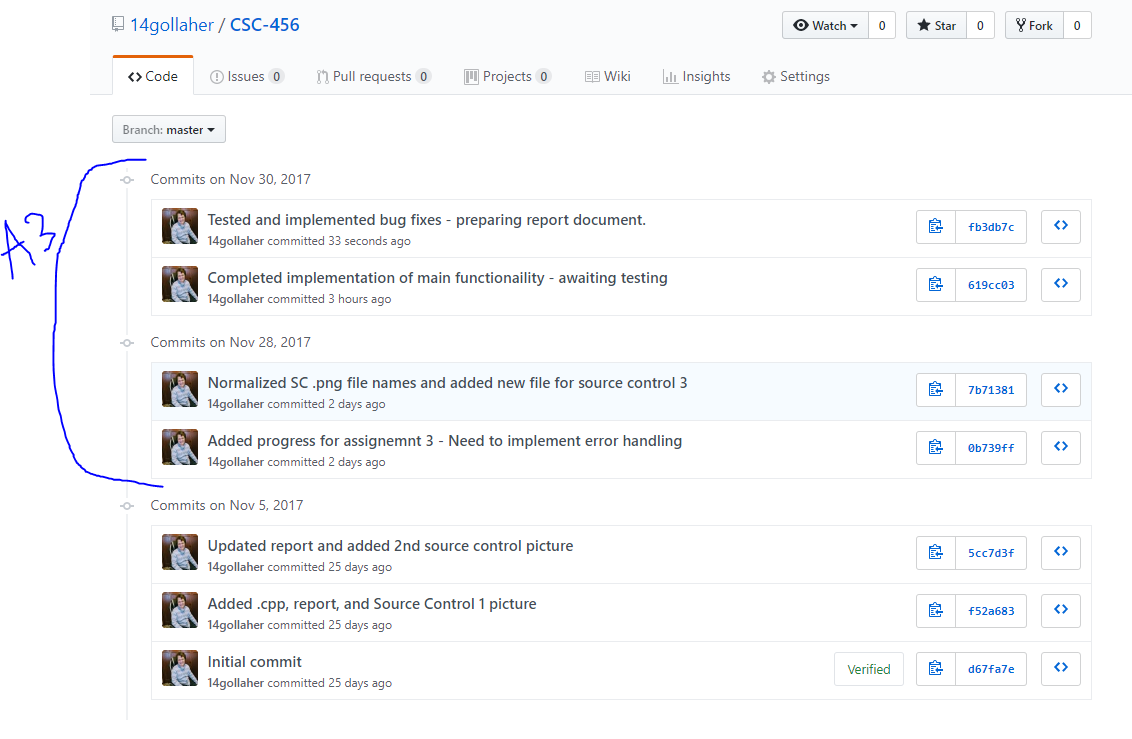 14gollaher / CSC-456
Watch 0 Star 0 Fork 0
Code Issues 0 Pull requests 0 Projects 0 Wiki Insights Settings
Branch: master
A3
Commits on Nov 30, 2017
Tested and implemented bug fixes - preparing report document.
14gollaher committed 33 seconds ago
fb3db7c
Completed implementation of main functionaility - awaiting testing
14gollaher committed 3 hours ago
619cc03
Commits on Nov 28, 2017
Normalized SC .png file names and added new file for source control 3
14gollaher committed 2 days ago
7b71381
Added progress for assignemnt 3 - Need to implement error handling
14gollaher committed 2 days ago
0b739ff
Commits on Nov 5, 2017
Updated report and added 2nd source control picture
14gollaher committed 25 days ago
5cc7d3f
Added .cpp, report, and Source Control 1 picture
14gollaher committed 25 days ago
f52a683
Initial commit
14gollaher committed 25 days ago
Verified
d67fa7e